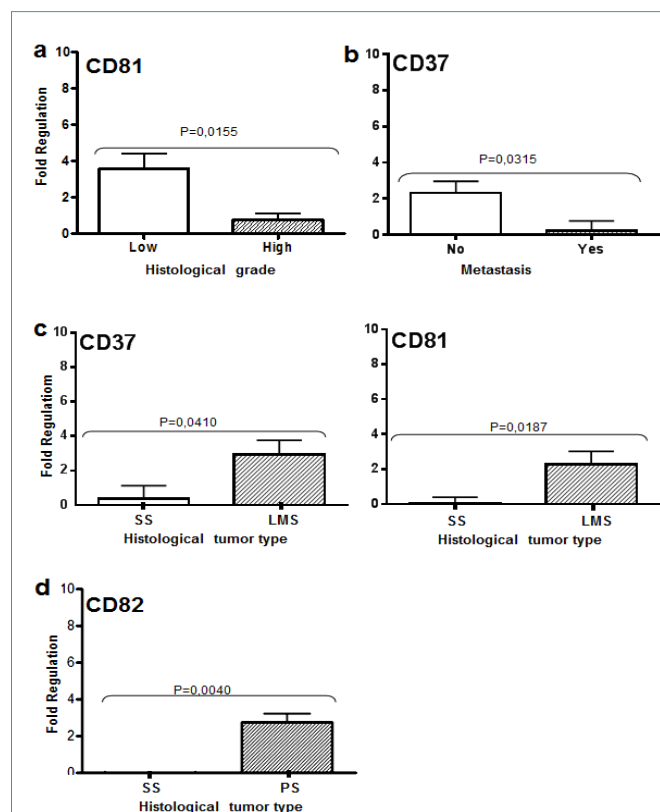 a
CD81
10
8
6
4
2
0
Fold Regulation
P=0,0155
Low High
Histological grade
b
CD37
10
8
6
4
2
0
P=0,0315
No Yes
Metastasis
c
CD37
10
8
6
4
2
0
Fold Regulation
P=0,0410
SS LMS
Histological tumor type
CD81
10
8
6
4
2
0
P=0,0187
SS LMS
Histological tumor type
d
CD82
10
8
6
4
2
0
Fold Regulation
P=0,0040
SS PS
Histological tumor type